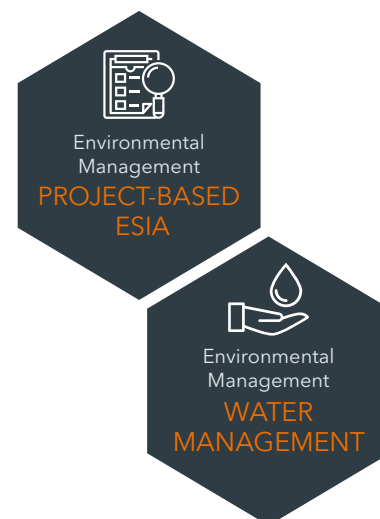 Environmental
Management
PROJECT-BASED
ESIA
Environmental
Management
WATER
MANAGEMENT